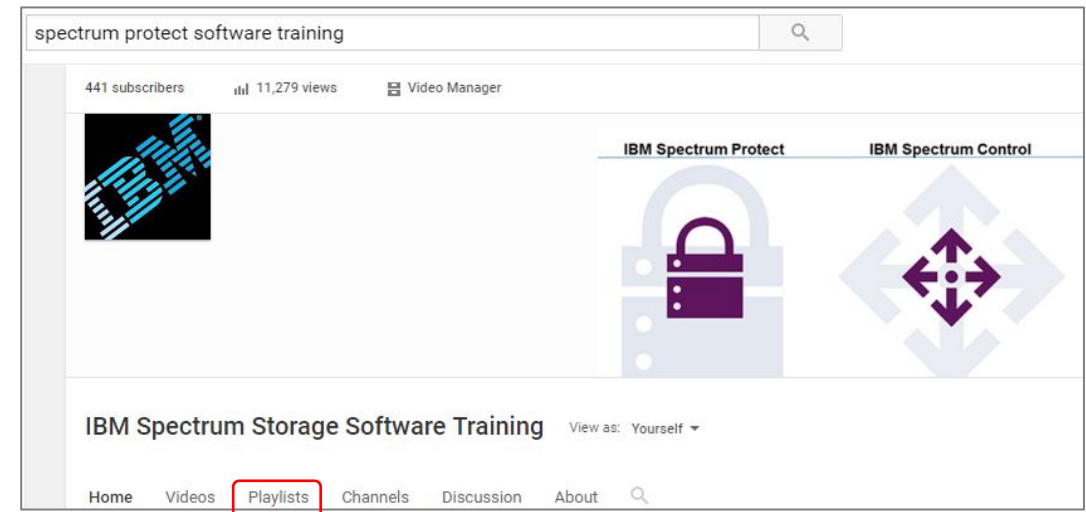 spectrum protect software training
441 subscribers 11,279 views Video Manager
IBM
IBM Spectrum Protect IBM Spectrum Control
IBM Spectrum Storage Software Training View as: Yourself
Home Videos Playlists Channels Discussion About